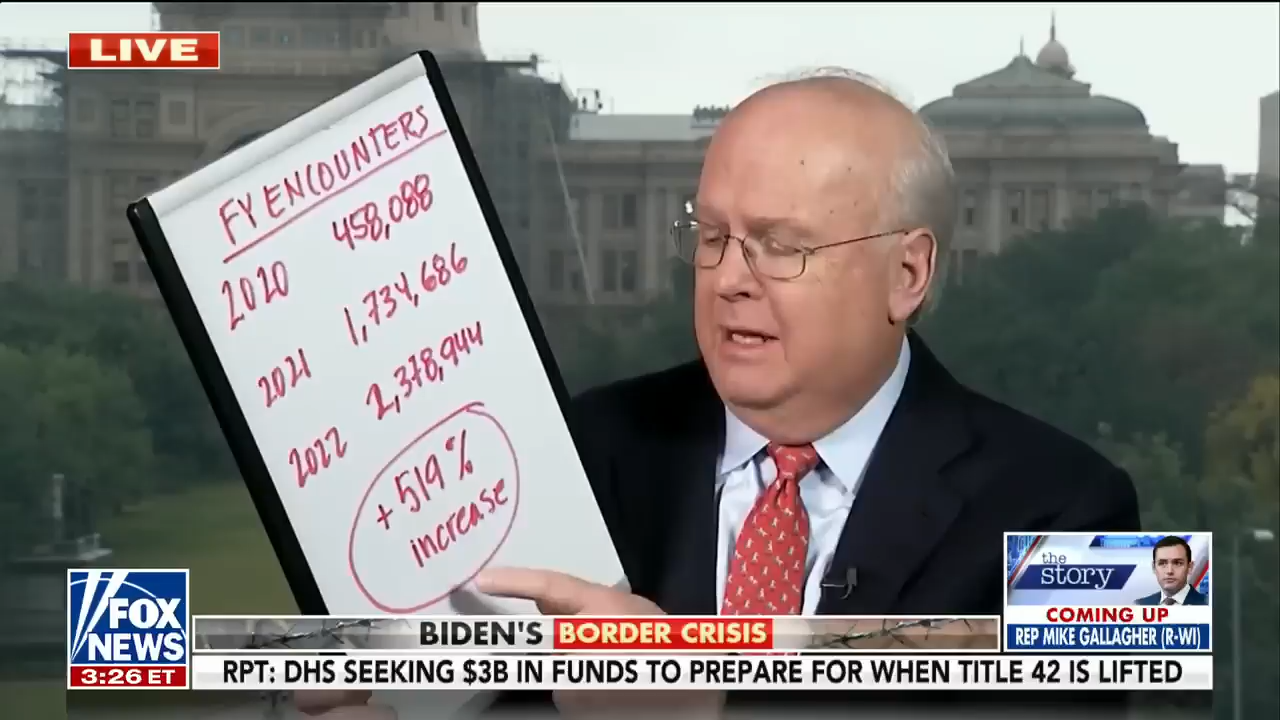 LIVE
FY ENCOUNTERS
2020 458,088
2021 1,734,686
2022 2,378,944
+519%
increase
the
story
COMING UP
REP MIKE GALLAGHER (R-WI)
FOX
NEWS
3:26 ET
BIDEN'S BORDER CRISIS
RPT: DHS SEEKING $3B IN FUNDS TO PREPARE FOR WHEN TITLE 42 IS LIFTED